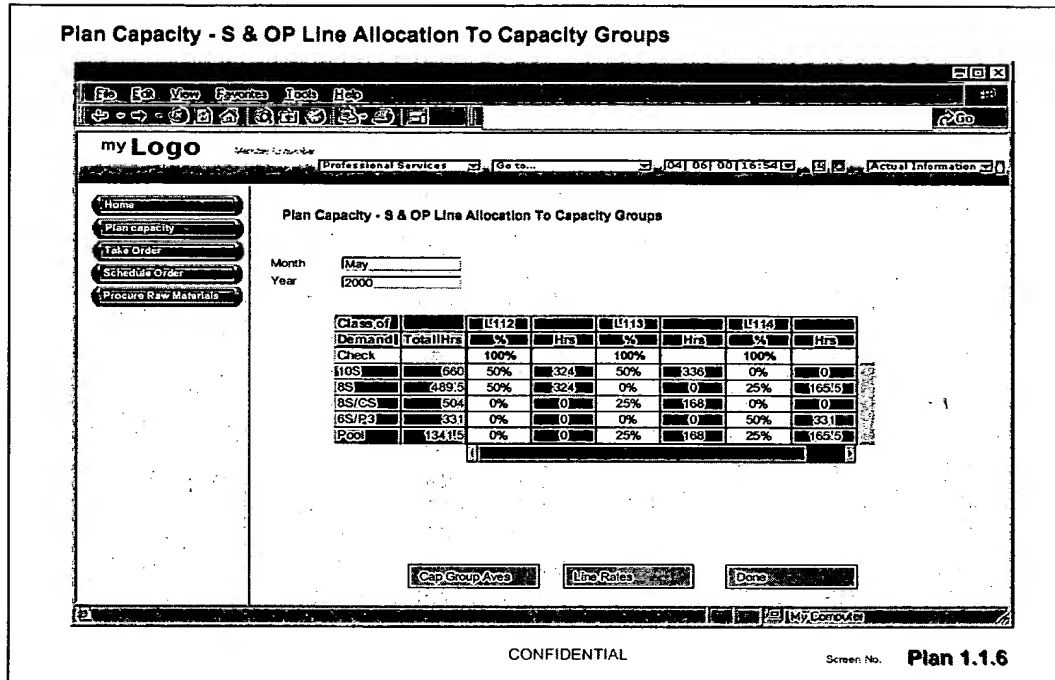 Plan Capacity - S & OP Line Allocation To Capacity Groups
File Edit View Favorites Tools Help
Go
my Logo
Professional Services Go to... 04 06 00 16:54 Actual Information
Home
Plan capacity
Take Order
Schedule Order
Procure Raw Materials
Plan Capacity - S & OP Line Allocation To Capacity Groups
Month May
Year 2000
Class of L112 L113 L114
Demand Total Hrs % Hrs % Hrs % Hrs
Check 100% 100% 100%
10S 660 50% 324 50% 336 0% 0
8S 489.5 50% 324 0% 0 25% 165.5
8S/CS 504 0% 0 25% 168 0% 0
6S/P3 331 0% 0 0% 0 50% 331
Pool 1341.5 0% 0 25% 168 25% 165.5
Cap Group Aves Line Rates Done
My Computer
CONFIDENTIAL
Screen No. Plan 1.1.6